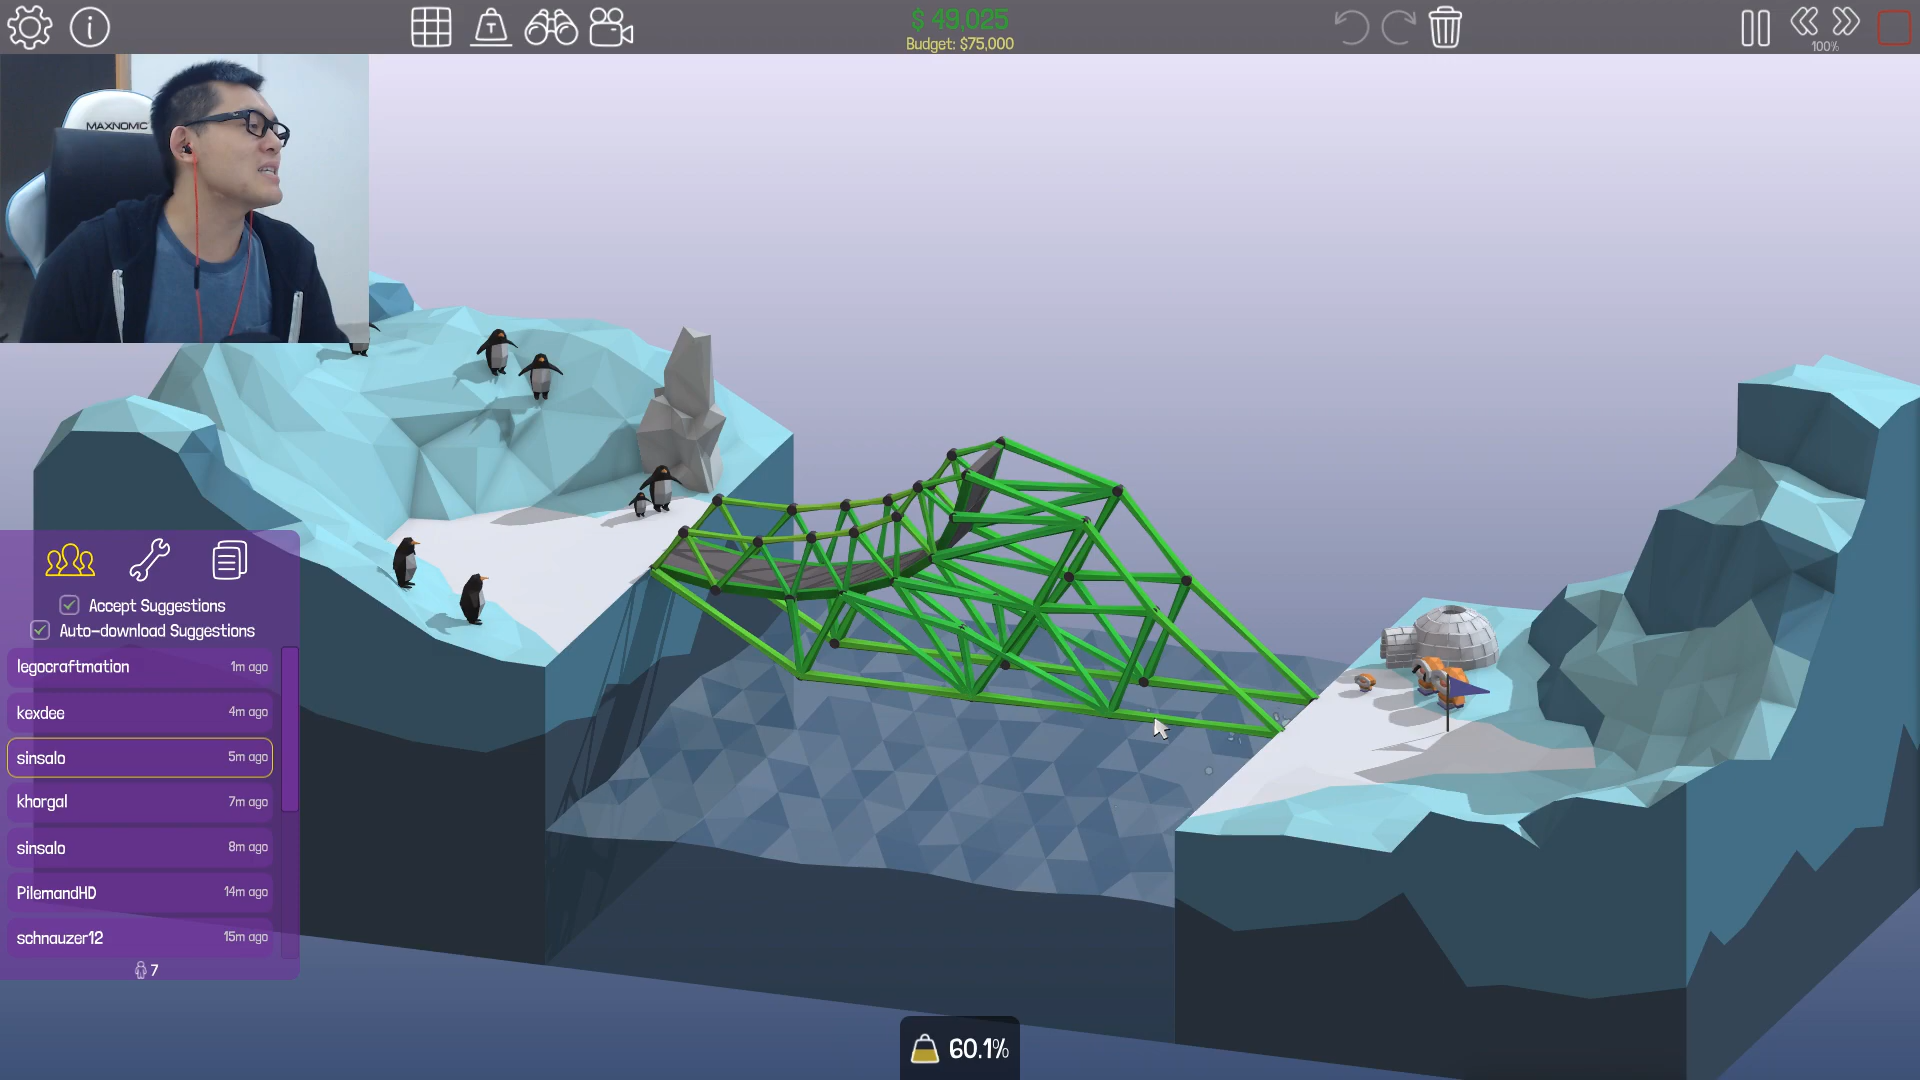 $ 49,025
Budget: $75,000
100%
MAXNOMIC
T
Accept Suggestions
Auto-download Suggestions
legocraftmation 1m ago
kexdee 4m ago
sinsalo 5m ago
khorgal 7m ago
sinsalo 8m ago
PilemandHD 14m ago
schnauzer12 15m ago
7
60.1%